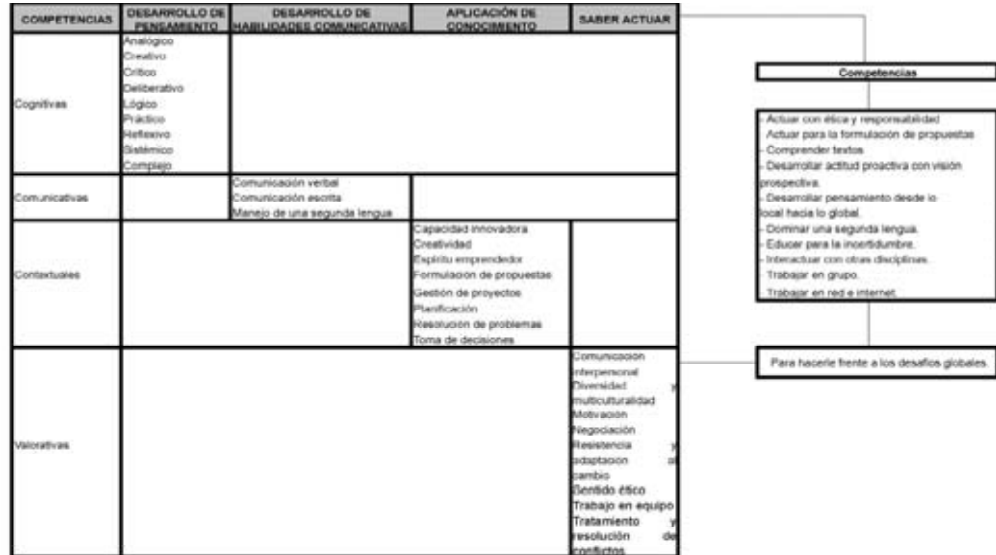 COMPETENCIAS
DESARROLLO DE
PENSAMIENTO
DESARROLLO DE
HABILIDADES COMUNICATIVAS
APLICACIÓN DE
CONOCIMIENTO
SABER ACTUAR
Cognitivas
Analógico
Creativo
Crítico
Deliberativo
Lógico
Práctico
Reflexivo
Sistémico
Complejo
Comunicativas
Comunicación verbal
Comunicación escrita
Manejo de una segunda lengua
Contextuales
Capacidad innovadora
Creatividad
Espíritu emprendedor
Formulación de propuestas
Gestión de proyectos
Planificación
Resolución de problemas
Toma de decisiones
Valorativas
Comunicación
interpersonal
Diversidad y
multiculturalidad
Motivación
Negociación
Resistencia y
adaptación al
cambio
Sentido ético
Trabajo en equipo
Tratamiento y
resolución de
conflictos
Competencias
- Actuar con ética y responsabilidad
Actuar para la formulación de propuestas
- Comprender textos
- Desarrollar actitud proactiva con visión
prospectiva.
- Desarrollar pensamiento desde lo
local hacia lo global.
- Dominar una segunda lengua.
- Educar para la incertidumbre.
- Interactuar con otras disciplinas.
- Trabajar en grupo.
Trabajar en red e internet.
Para hacerle frente a los desafíos globales.